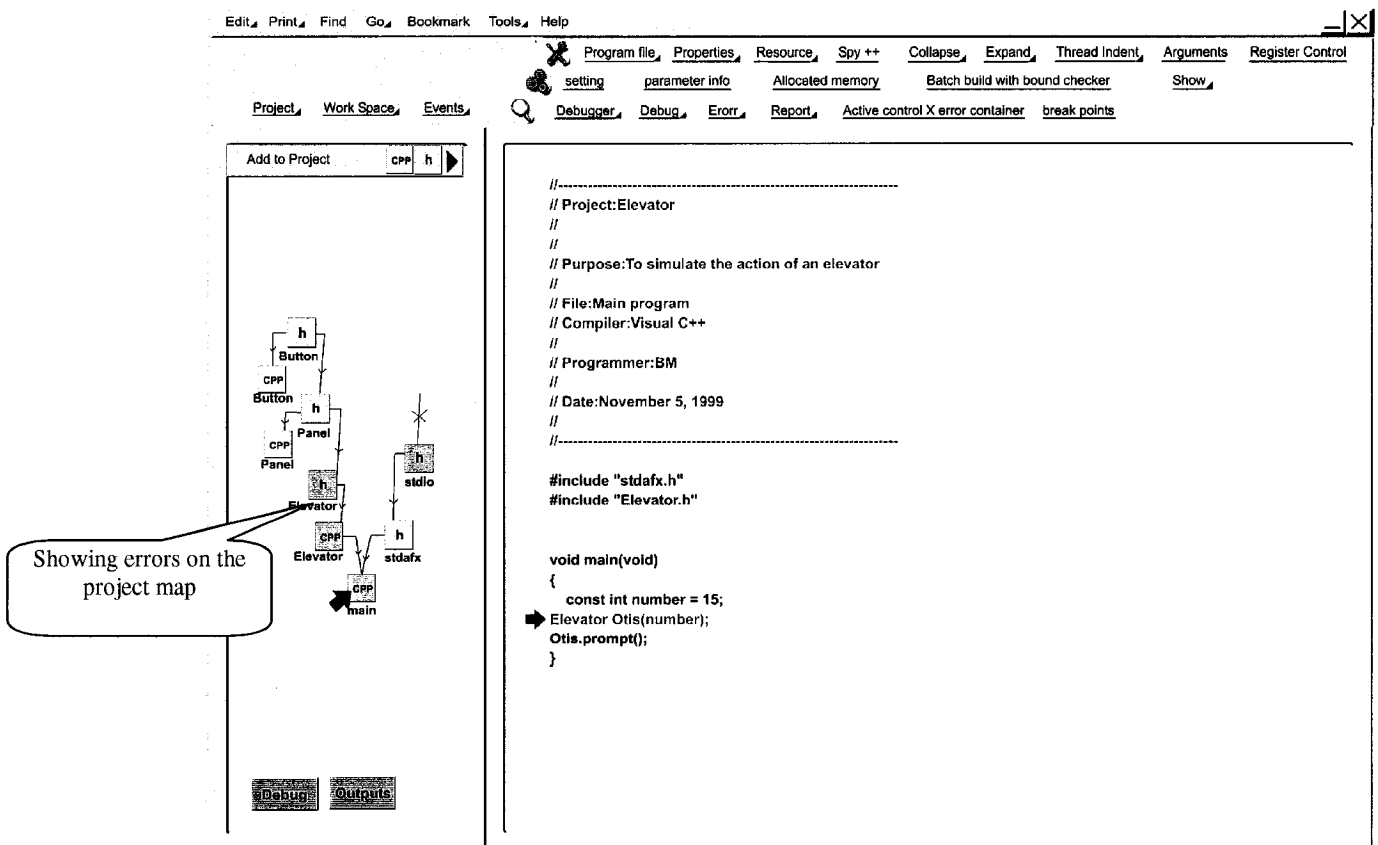 Edit Print Find Go Bookmark Tools Help
Program file Properties Resource Spy ++ Collapse Expand Thread Indent Arguments Register Control
setting parameter info Allocated memory Batch build with bound checker Show
Project Work Space Events
Debugger Debug Erorr Report Active control X error container break points
Add to Project CPP h
//----------------------------------------------------------------------
// Project:Elevator
//
//
// Purpose:To simulate the action of an elevator
//
// File:Main program
// Compiler:Visual C++
//
// Programmer:BM
//
// Date:November 5, 1999
//
//----------------------------------------------------------------------
#include "stdafx.h"
#include "Elevator.h"
void main(void)
{
const int number = 15;
Elevator Otis(number);
Otis.prompt();
}
h
Button
CPP
Button
h
Panel
CPP
Panel
h
stdio
h
Elevator
CPP
Elevator
h
stdafx
CPP
main
Showing errors on the
project map
Debug Outputs